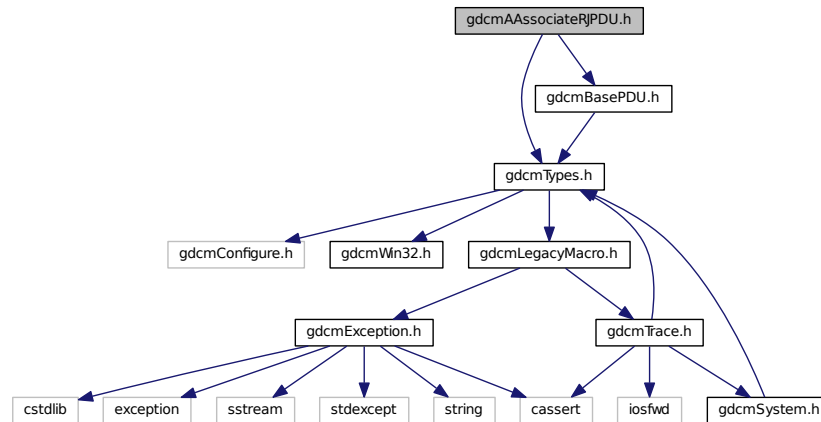 gdcmAAssociateRJPDU.h
gdcmBasePDU.h
gdcmTypes.h
gdcmConfigure.h
gdcmWin32.h
gdcmLegacyMacro.h
gdcmException.h
gdcmTrace.h
cstdlib
exception
sstream
stdexcept
string
cassert
iosfwd
gdcmSystem.h